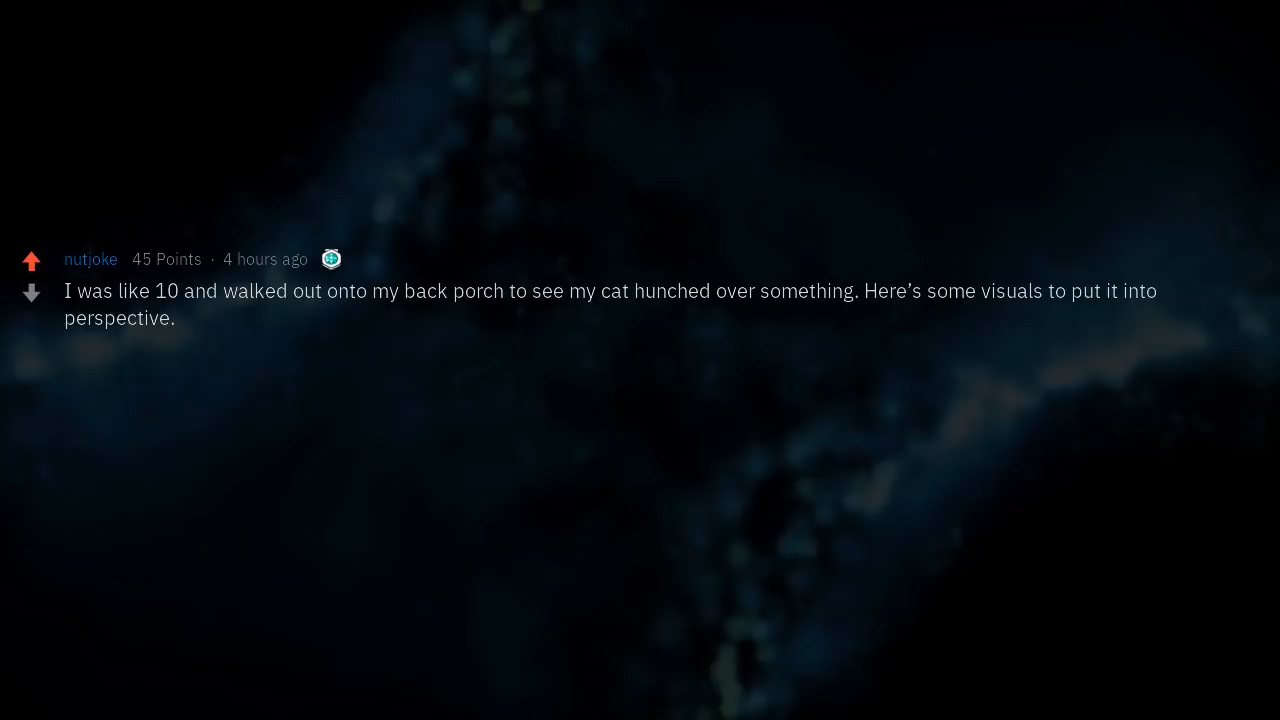 nutjoke 45 Points · 4 hours ago
I was like 10 and walked out onto my back porch to see my cat hunched over something. Here’s some visuals to put it into
perspective.